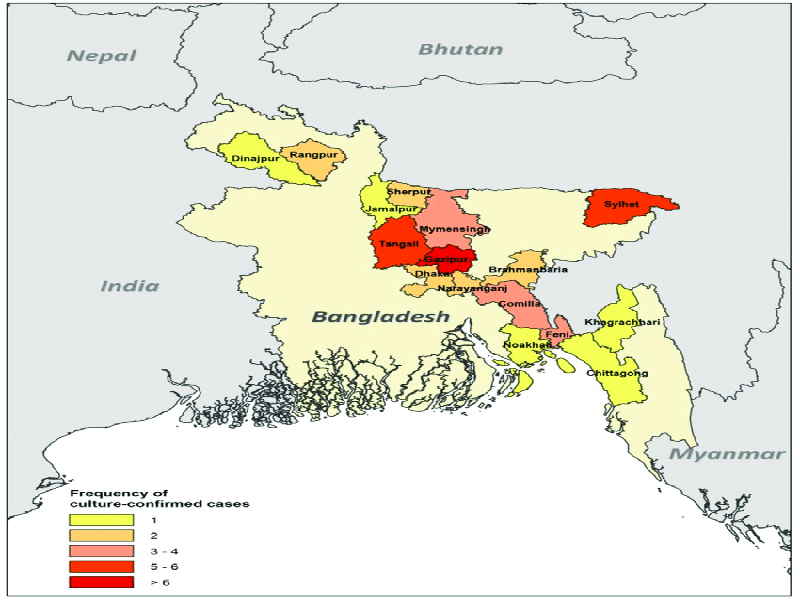 Nepal
Bhutan
Dinajpur
Rangpur
Sherpur
Jamalpur
Sylhet
Mymensingh
Tangail
Gazipur
Dhaka
Brahmanbaria
India
Narayanganj
Comilla
Bangladesh
Khagrachhari
Feni
Noakhali
Chittagong
Myanmar
Frequency of
culture-confirmed cases
1
2
3 - 4
5 - 6
> 6